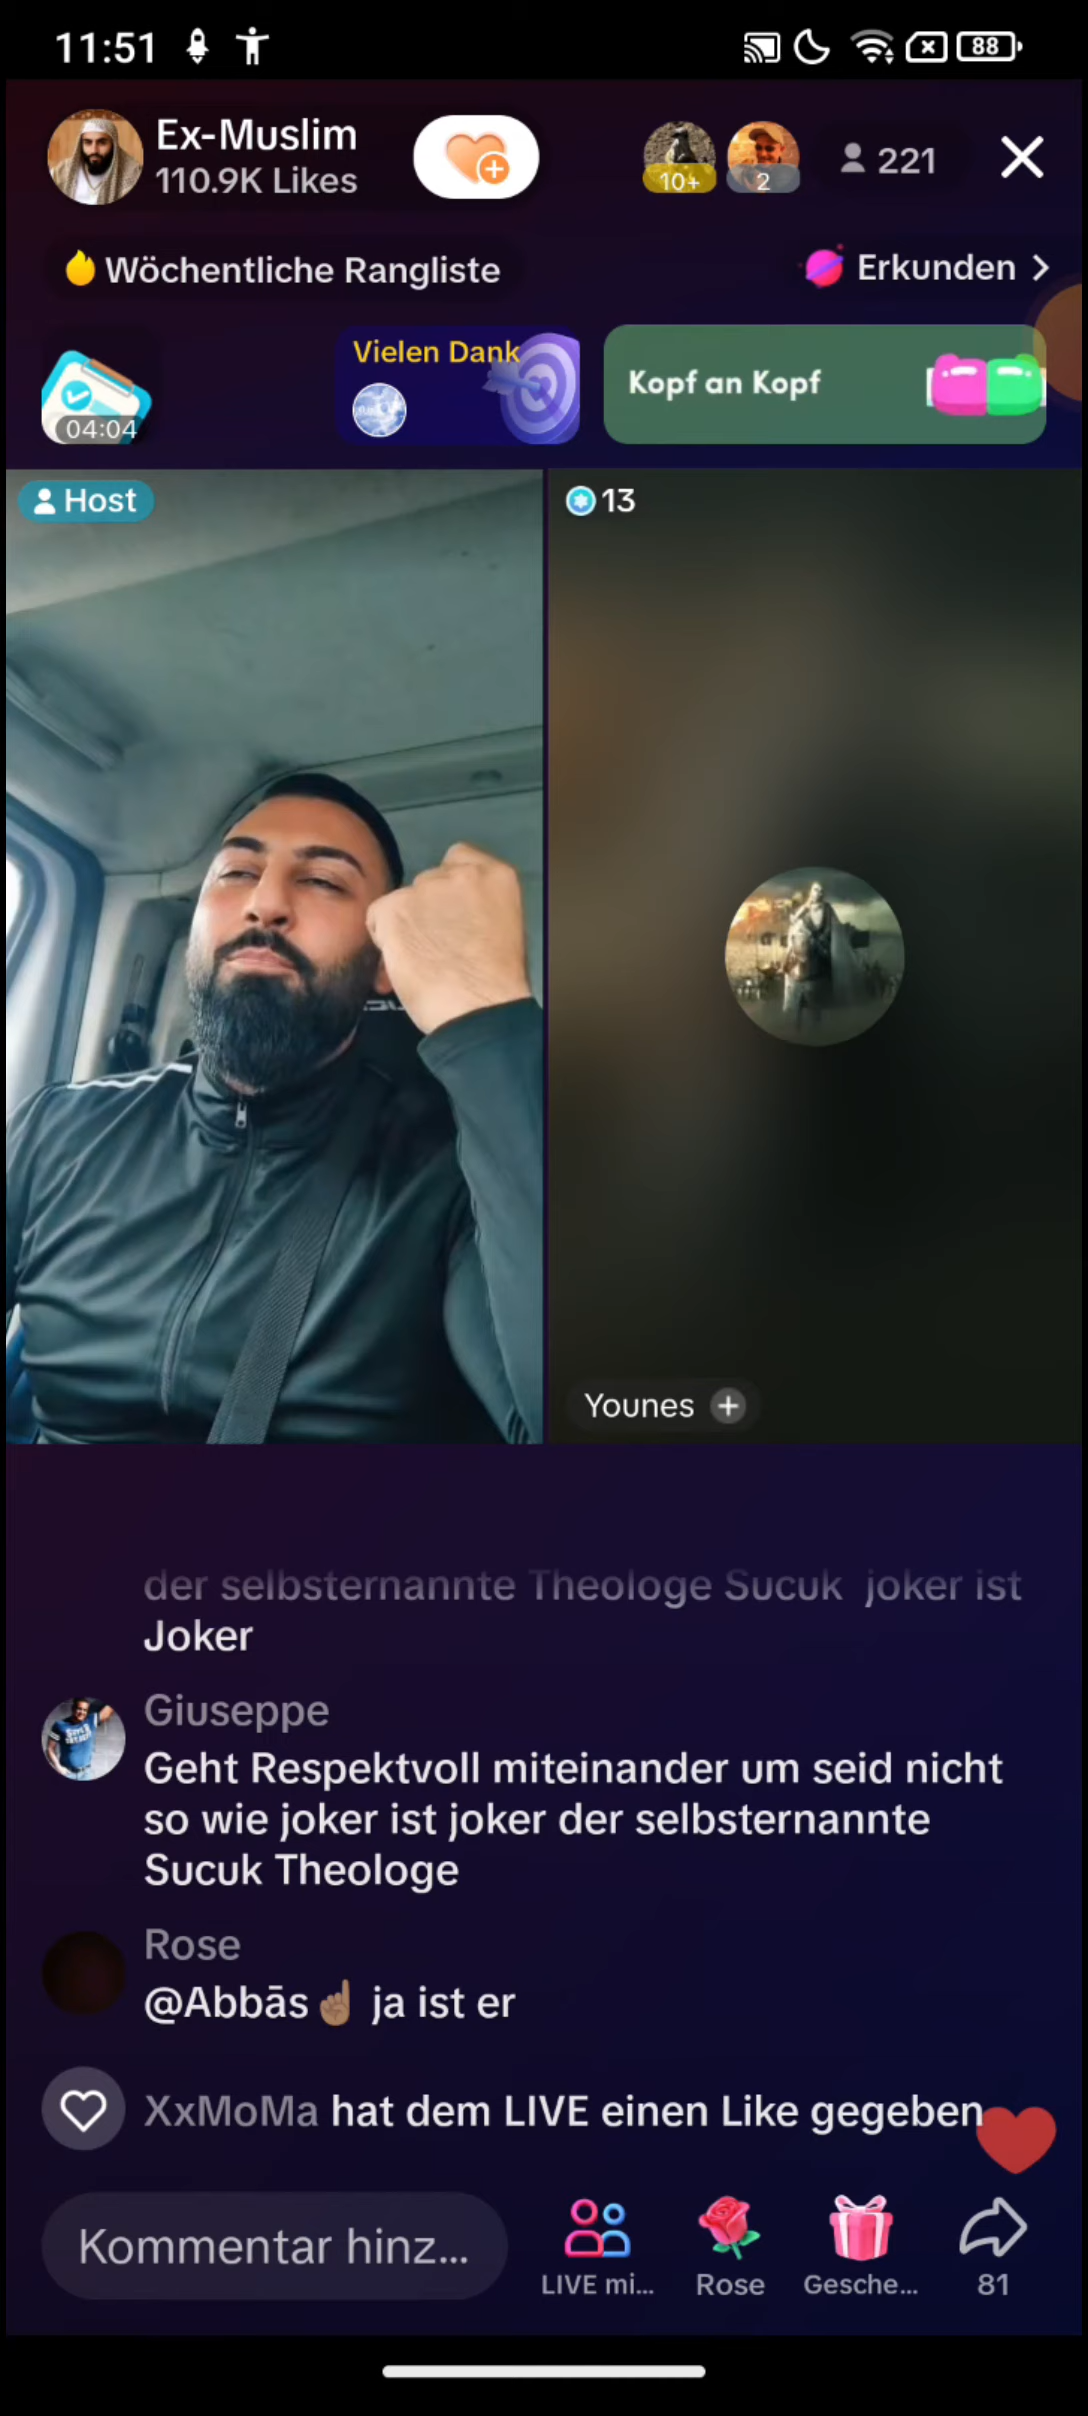 11:51
88
Ex-Muslim
110.9K Likes
10+
2
221
Wöchentliche Rangliste
Erkunden >
04:04
Vielen Dank
Kopf an Kopf
Host
13
Younes +
der selbsternannte Theologe Sucuk joker ist
Joker
Giuseppe
Geht Respektvoll miteinander um seid nicht
so wie joker ist joker der selbsternannte
Sucuk Theologe
Rose
@Abbās☝🏽 ja ist er
XxMoMa hat dem LIVE einen Like gegeben
Kommentar hinz...
LIVE mi...
Rose
Gesche...
81